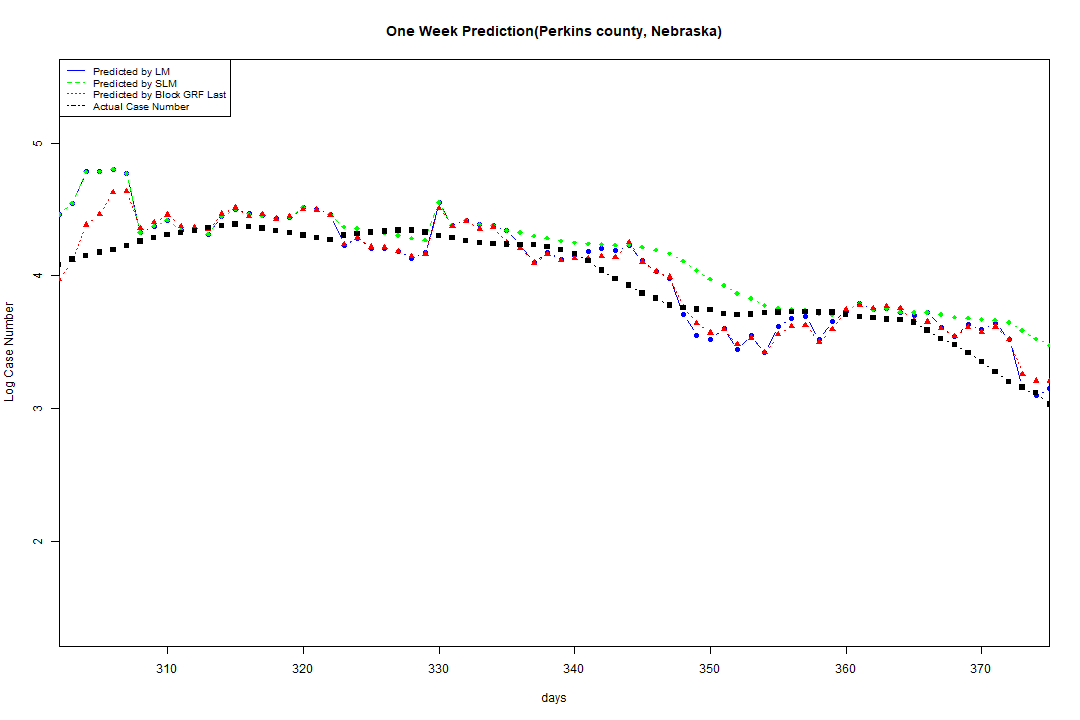 One Week Prediction(Perkins county, Nebraska)
Predicted by LM
Predicted by SLM
Predicted by Block GRF Last
Actual Case Number
5
4
3
2
Log Case Number
310 320 330 340 350 360 370
days